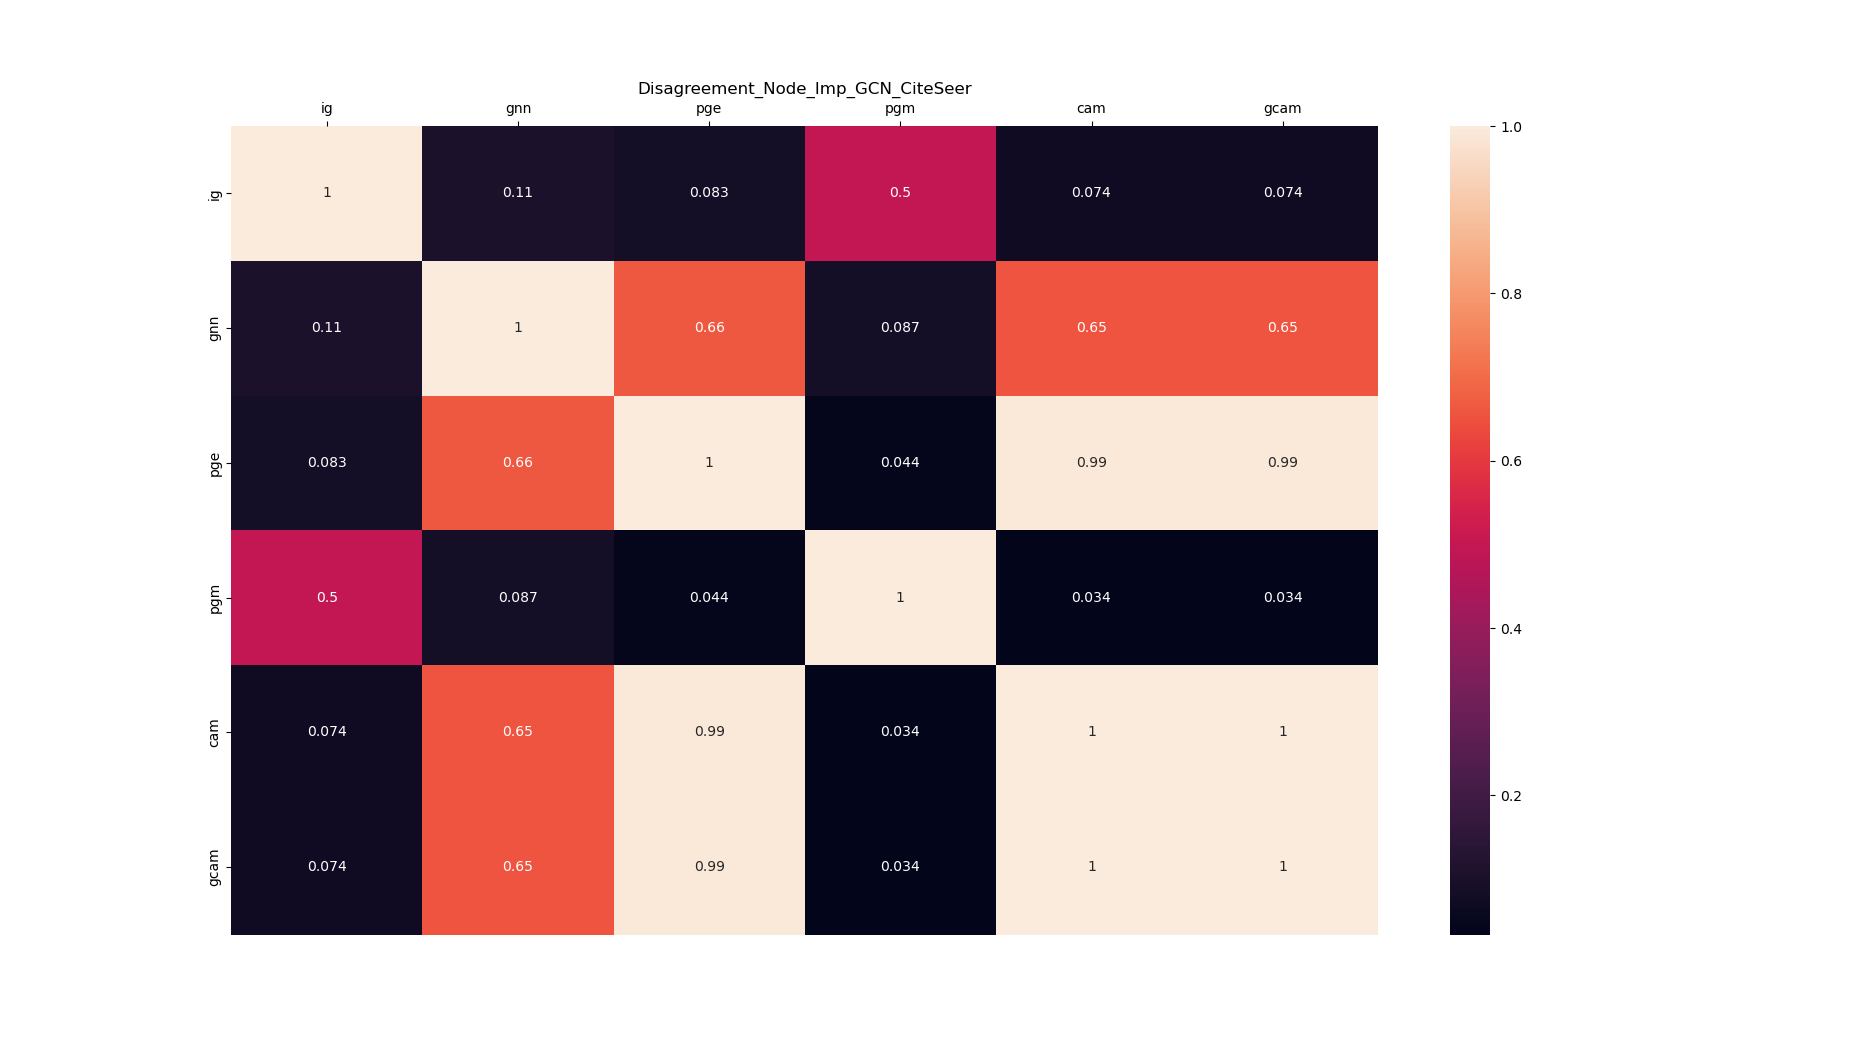 Disagreement_Node_Imp_GCN_CiteSeer
ig gnn pge pgm cam gcam
ig 1 0.11 0.083 0.5 0.074 0.074
gnn 0.11 1 0.66 0.087 0.65 0.65
pge 0.083 0.66 1 0.044 0.99 0.99
pgm 0.5 0.087 0.044 1 0.034 0.034
cam 0.074 0.65 0.99 0.034 1 1
gcam 0.074 0.65 0.99 0.034 1 1
1.0
0.8
0.6
0.4
0.2